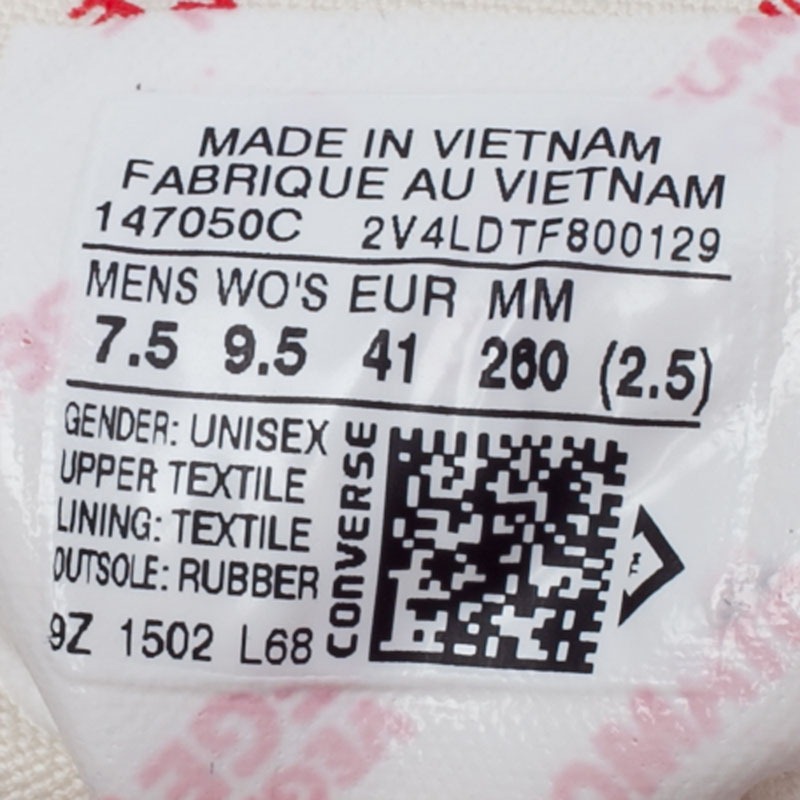 MADE IN VIETNAM
FABRIQUE AU VIETNAM
147050C 2V4LDTF800129
MENS WO'S EUR MM
7.5 9.5 41 260 (2.5)
GENDER: UNISEX
UPPER TEXTILE
LINING: TEXTILE
OUTSOLE: RUBBER
9Z 1502 L68
CONVERSE